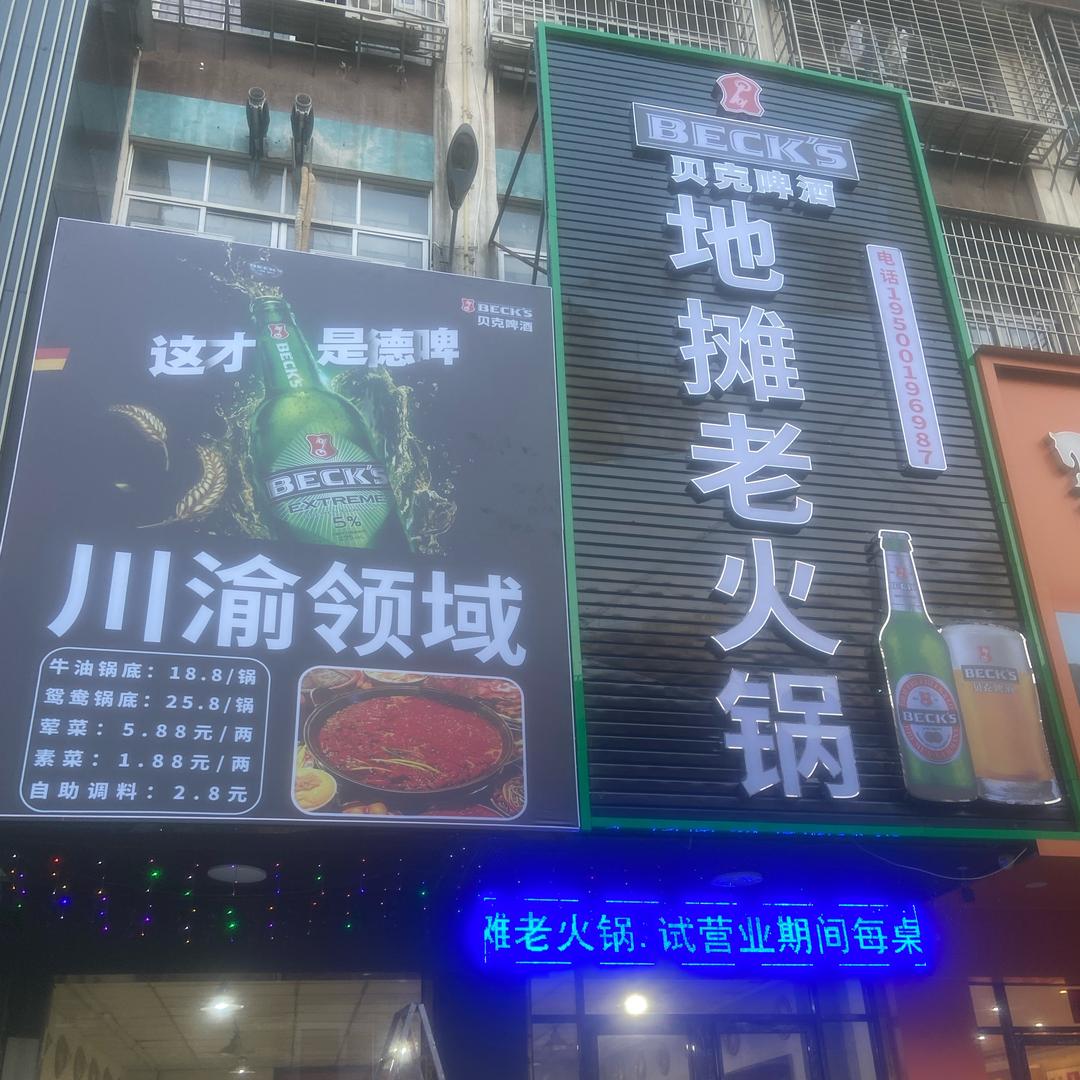 BECK'S
贝克啤酒
这才是德啤
BECK'S
BECK'S
EXTREME
5%
川渝领域
牛油锅底：18.8/锅
鸳鸯锅底：25.8/锅
荤菜：5.88元/两
素菜：1.88元/两
自助调料：2.8元
BECK'S
贝克啤酒
地摊老火锅
电话19500196987
BECK'S
BECK'S
贝克啤酒
老火锅.试营业期间每桌